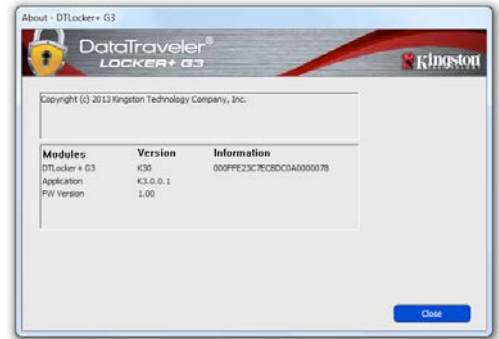 About - DTLocker+ G3
DataTraveler®
LOCKER+ G3
Kingston
Copyright (c) 2013 Kingston Technology Company, Inc.
Modules Version Information
DTLocker+ G3 K30 000FFE23C7ECBDC0A0000078
Application K3.0.0.1
FW Version 1.00
Close